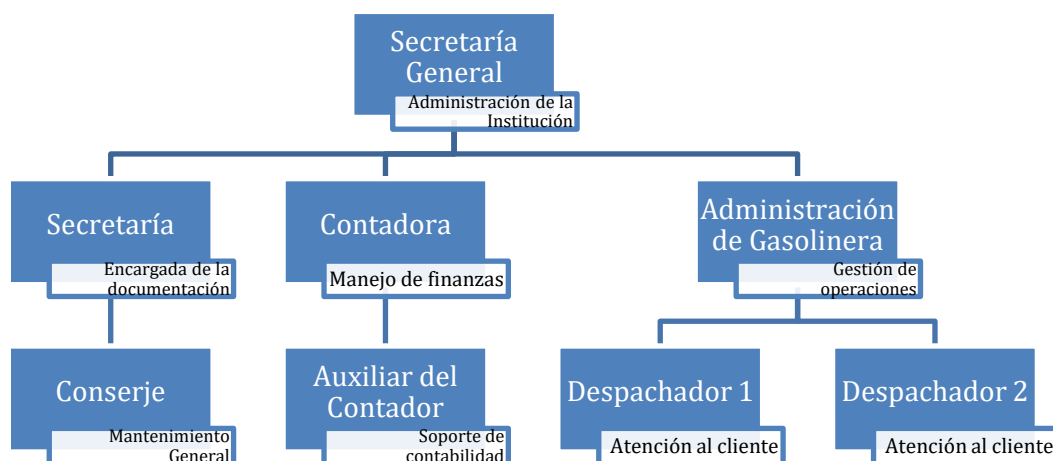 Secretaría
General
Administración de la
Institución
Secretaría
Encargada de la
documentación
Contadora
Manejo de finanzas
Administración
de Gasolinera
Gestión de
operaciones
Conserje
Mantenimiento
General
Auxiliar del
Contador
Soporte de
contabilidad
Despachador 1
Atención al cliente
Despachador 2
Atención al cliente